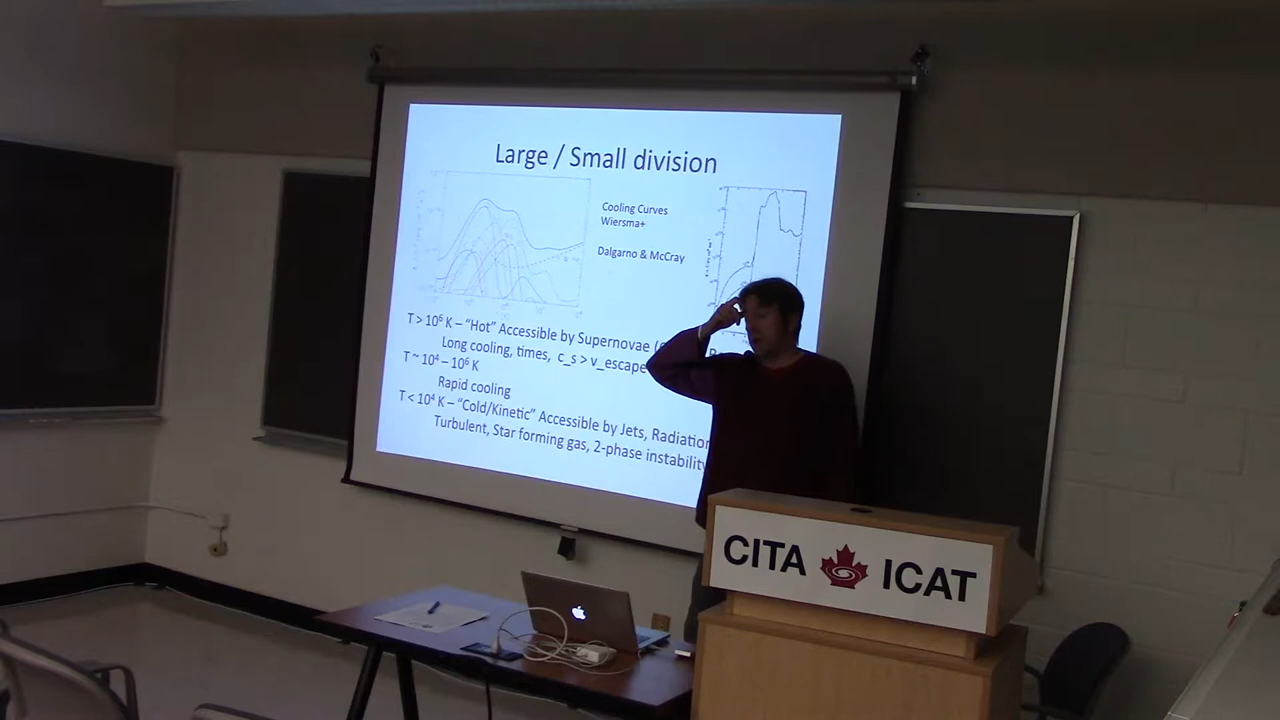 Large / Small division
Cooling Curves
Wiersma+
Dalgarno & McCray
T > 10⁶ K – “Hot” Accessible by Supernovae
Long cooling, times, c_s > v_escape
T ~ 10⁴ – 10⁶ K
Rapid cooling
T < 10⁴ K – “Cold/Kinetic” Accessible by Jets, Radiation
Turbulent, Star forming gas, 2-phase instability
CITA ICAT